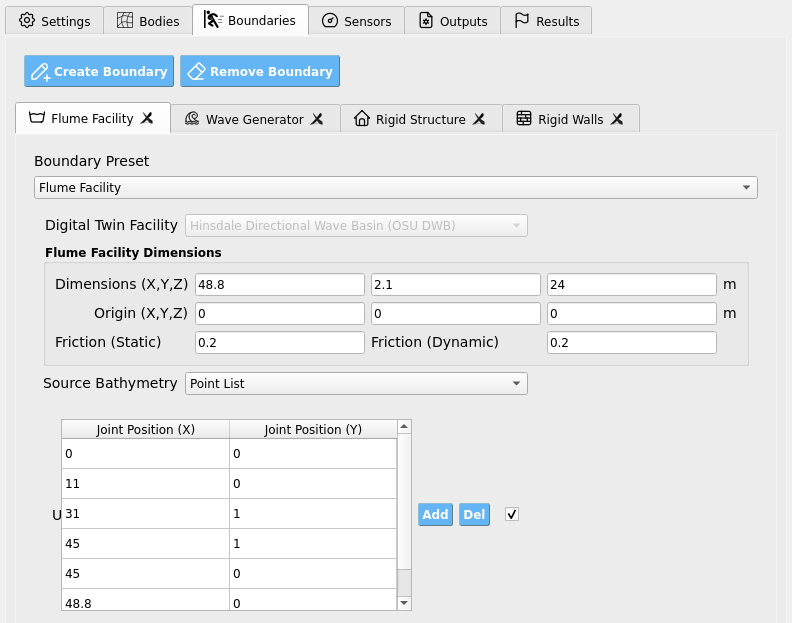 Settings Bodies Boundaries Sensors Outputs Results
Create Boundary Remove Boundary
Flume Facility Wave Generator Rigid Structure Rigid Walls
Boundary Preset
Flume Facility
Digital Twin Facility Hinsdale Directional Wave Basin (OSU DWB)
Flume Facility Dimensions
Dimensions (X,Y,Z) 48.8 2.1 24 m
Origin (X,Y,Z) 0 0 0 m
Friction (Static) 0.2 Friction (Dynamic) 0.2
Source Bathymetry Point List
Joint Position (X) Joint Position (Y)
0 0
11 0
U 31 1 Add Del
45 1
45 0
48.8 0